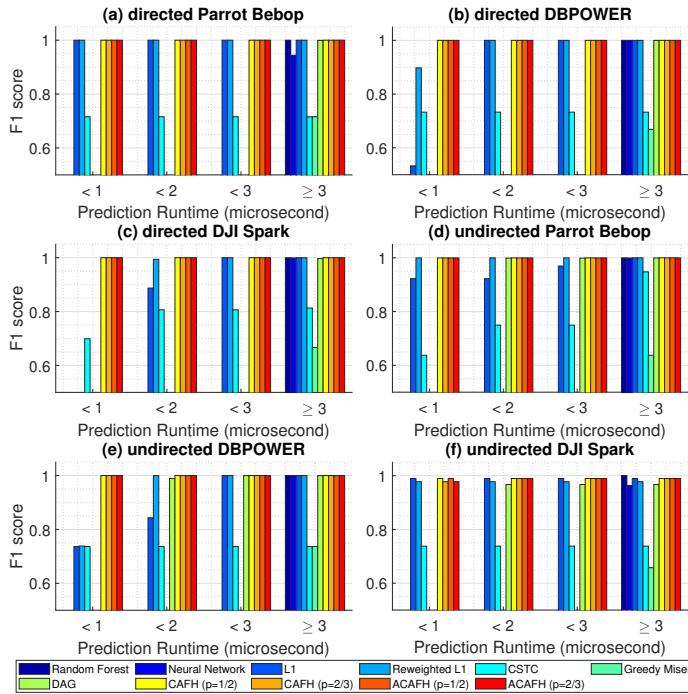 (a) directed Parrot Bebop
(b) directed DBPOWER
F1 score
1
0.8
0.6
< 1
< 2
< 3
≥ 3
Prediction Runtime (microsecond)
1
0.8
0.6
< 1
< 2
< 3
≥ 3
Prediction Runtime (microsecond)
(c) directed DJI Spark
(d) undirected Parrot Bebop
F1 score
1
0.8
0.6
< 1
< 2
< 3
≥ 3
Prediction Runtime (microsecond)
1
0.8
0.6
< 1
< 2
< 3
≥ 3
Prediction Runtime (microsecond)
(e) undirected DBPOWER
(f) undirected DJI Spark
F1 score
1
0.8
0.6
< 1
< 2
< 3
≥ 3
Prediction Runtime (microsecond)
1
0.8
0.6
< 1
< 2
< 3
≥ 3
Prediction Runtime (microsecond)
Random Forest Neural Network L1 Reweighted L1 CSTC Greedy Miser
DAG CAFH (p=1/2) CAFH (p=2/3) ACAFH (p=1/2) ACAFH (p=2/3)